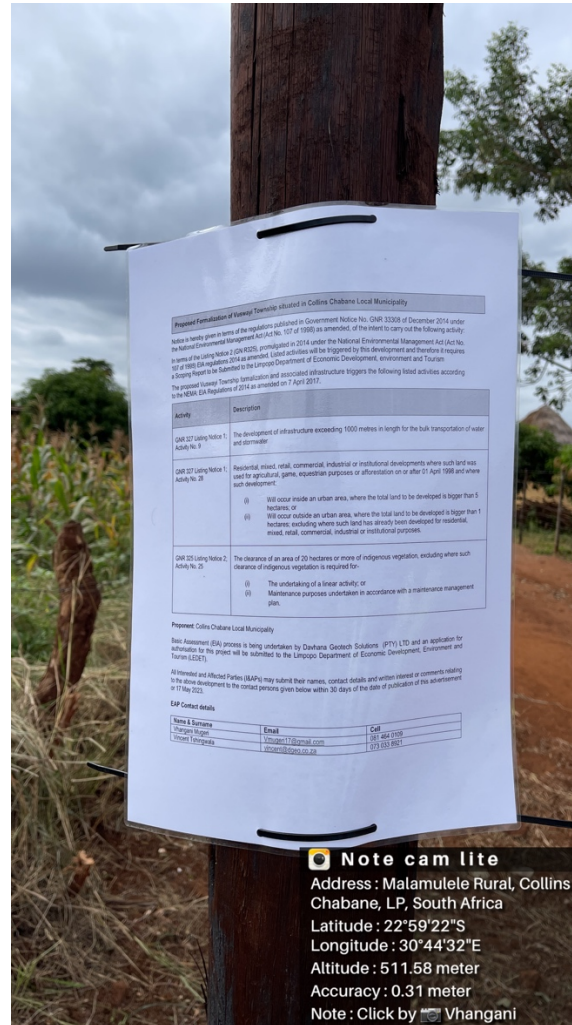 Proposed Formalization of Vuswayi Township situated in Collins Chabane Local Municipality
Notice is hereby given in terms of the regulations published in Government Notice No. GNR 33308 of December 2014 under
the National Environmental Management Act (Act No. 107 of 1998) as amended, of the Intent to carry out the following activity:
In terms of the Listing Notice 2 (GN R325), promulgated in 2014 under the National Environmental Management Act (Act No.
107 of 1998) EIA regulations 2014 as amended, Listed activities will be triggered by this development and therefore it requires
a Scoping Report to be Submitted to the Limpopo Department of Economic Development, environment and Tourism
The proposed Vuswayi Township formalization and associated infrastructure triggers the following listed activities according
to the NEMA: EIA Regulations of 2014 as amended on 7 April 2017.
Activity Description
GNR 327 Listing Notice 1; Activity No. 9
The development of infrastructure exceeding 1000 metres in length for the bulk transportation of water
and stormwater
GNR 327 Listing Notice 1; Activity No. 28
Residential, mixed, retail, commercial, industrial or institutional developments where such land was
used for agricultural, game, equestrian purposes or afforestation on or after 01 April 1998 and where
such development:
(i) Will occur inside an urban area, where the total land to be developed is bigger than 5
hectares; or
(ii) Will occur outside an urban area, where the total land to be developed is bigger than 1
hectares; excluding where such land has already been developed for residential,
mixed, retail, commercial, industrial or institutional purposes.
GNR 325 Listing Notice 2; Activity No. 25
The clearance of an area of 20 hectares or more of indigenous vegetation, excluding where such
clearance of indigenous vegetation is required for-
(i) The undertaking of a linear activity; or
(ii) Maintenance purposes undertaken in accordance with a maintenance management
plan.
Proponent: Collins Chabane Local Municipality
Basic Assessment (EIA) process is being undertaken by Davhana Geotech Solutions (PTY) LTD and an application for
authorisation for this project will be submitted to the Limpopo Department of Economic Development, Environment and
Tourism (LEDET).
All Interested and Affected Parties (I&APs) may submit their names, contact details and written interest or comments relating
to the above development to the contact persons given below within 30 days of the date of publication of this advertisement
or 17 May 2023.
EAP Contact details
Name & Surname Email Cell
Vhangani Mugeri Vmugeri17@gmail.com 061 464 0109
Vincent Tshirigwala vincent@dgeo.co.za 073 033 8921
Note cam lite
Address : Malamulele Rural, Collins
Chabane, LP, South Africa
Latitude : 22°59'22"S
Longitude : 30°44'32"E
Altitude : 511.58 meter
Accuracy : 0.31 meter
Note : Click by 📷 Vhangani